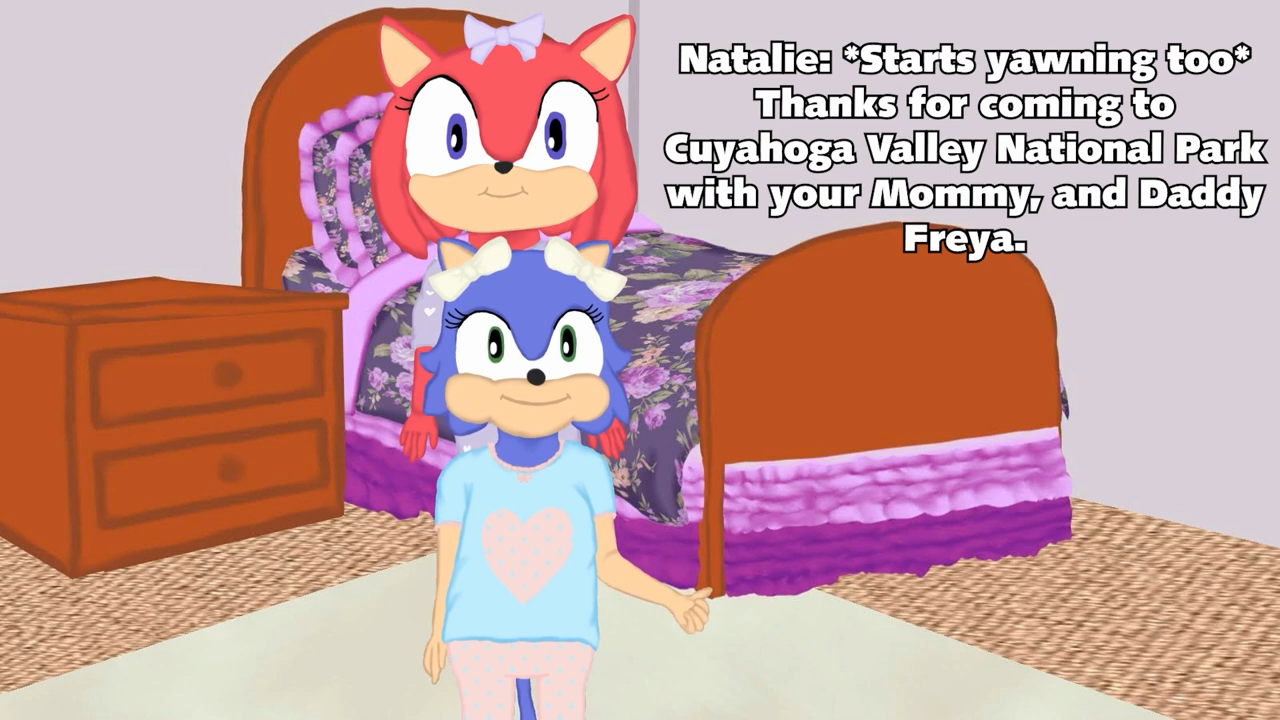 Natalie: *Starts yawning too*
Thanks for coming to
Cuyahoga Valley National Park
with your Mommy, and Daddy
Freya.